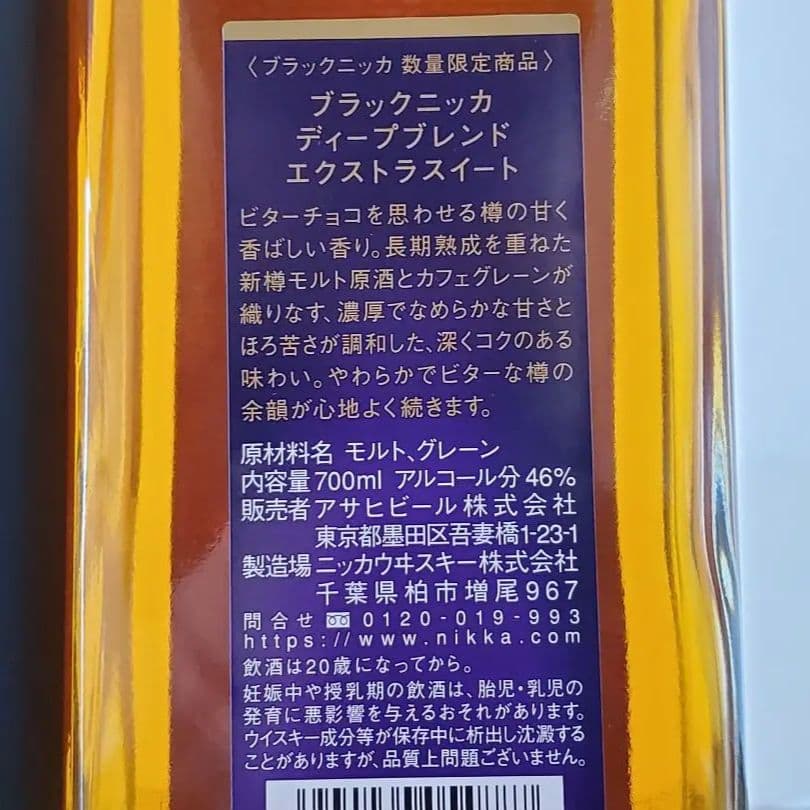 〈ブラックニッカ 数量限定商品〉
ブラックニッカ
ディープブレンド
エクストラスイート
ビターチョコを思わせる樽の甘く
香ばしい香り。長期熟成を重ねた
新樽モルト原酒とカフェグレーンが
織りなす、濃厚でなめらかな甘さと
ほろ苦さが調和した、深くコクのある
味わい。やわらかでビターな樽の
余韻が心地よく続きます。
原材料名 モルト、グレーン
内容量 700ml アルコール分 46%
販売者 アサヒビール株式会社
東京都墨田区吾妻橋1-23-1
製造場 ニッカウヰスキー株式会社
千葉県柏市増尾967
問合せ 0120-019-993
https://www.nikka.com
飲酒は20歳になってから。
妊娠中や授乳期の飲酒は、胎児・乳児の
発育に悪影響を与えるおそれがあります。
ウイスキー成分等が保存中に析出し沈澱する
ことがありますが、品質上問題ございません。